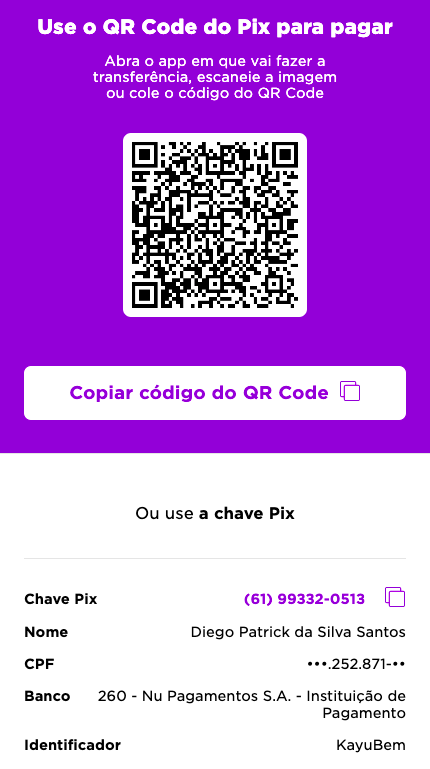 Use o QR Code do Pix para pagar
Abra o app em que vai fazer a
transferência, escaneie a imagem
ou cole o código do QR Code
Copiar código do QR Code
Ou use a chave Pix
Chave Pix (61) 99332-0513
Nome Diego Patrick da Silva Santos
CPF •••.252.871-••
Banco 260 - Nu Pagamentos S.A. - Instituição de
Pagamento
Identificador KayuBem